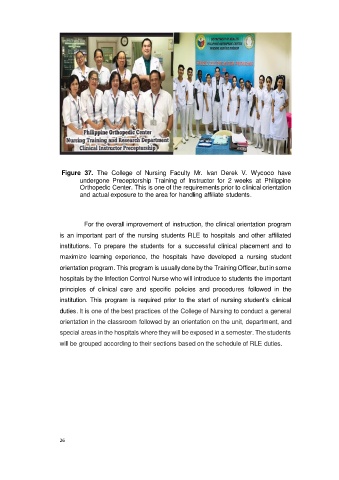 Philippine Orthopedic Center
Nursing Training and Research Department
Clinical Instructor Preceptorship
Figure 37. The College of Nursing Faculty Mr. Ivan Derek V. Wycoco have
undergone Preceptorship Training of Instructor for 2 weeks at Philippine
Orthopedic Center. This is one of the requirements prior to clinical orientation
and actual exposure to the area for handling affiliate students.
For the overall improvement of instruction, the clinical orientation program
is an important part of the nursing students RLE to hospitals and other affiliated
institutions. To prepare the students for a successful clinical placement and to
maximize learning experience, the hospitals have developed a nursing student
orientation program. This program is usually done by the Training Officer, but in some
hospitals by the Infection Control Nurse who will introduce to students the important
principles of clinical care and specific policies and procedures followed in the
institution. This program is required prior to the start of nursing student's clinical
duties. It is one of the best practices of the College of Nursing to conduct a general
orientation in the classroom followed by an orientation on the unit, department, and
special areas in the hospitals where they will be exposed in a semester. The students
will be grouped according to their sections based on the schedule of RLE duties.
26